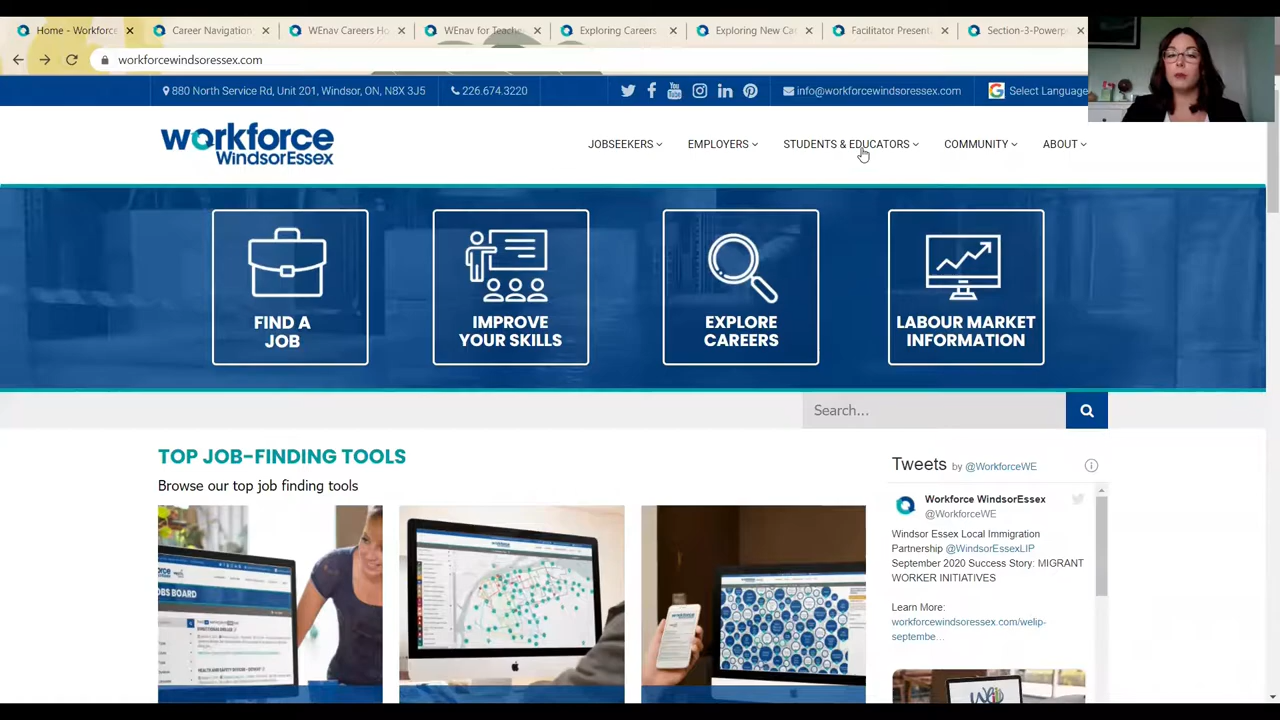 Home - Workforce
Career Navigation
WEnav Careers Ho
WEnav for Teache
Exploring Careers
Exploring New Ca
Facilitator Present
Section-3-Powerp
workforcewindsoressex.com
880 North Service Rd, Unit 201, Windsor, ON, N8X 3J5
226.674.3220
info@workforcewindsoressex.com
Select Language
workforce
WindsorEssex
JOBSEEKERS
EMPLOYERS
STUDENTS & EDUCATORS
COMMUNITY
ABOUT
FIND A
JOB
IMPROVE
YOUR SKILLS
EXPLORE
CAREERS
LABOUR MARKET
INFORMATION
Search...
TOP JOB-FINDING TOOLS
Browse our top job finding tools
Tweets by @WorkforceWE
Workforce WindsorEssex
@WorkforceWE
Windsor Essex Local Immigration
Partnership @WindsorEssexLIP
September 2020 Success Story: MIGRANT
WORKER INITIATIVES
Learn More:
workforcewindsoressex.com/welip-
septembe...